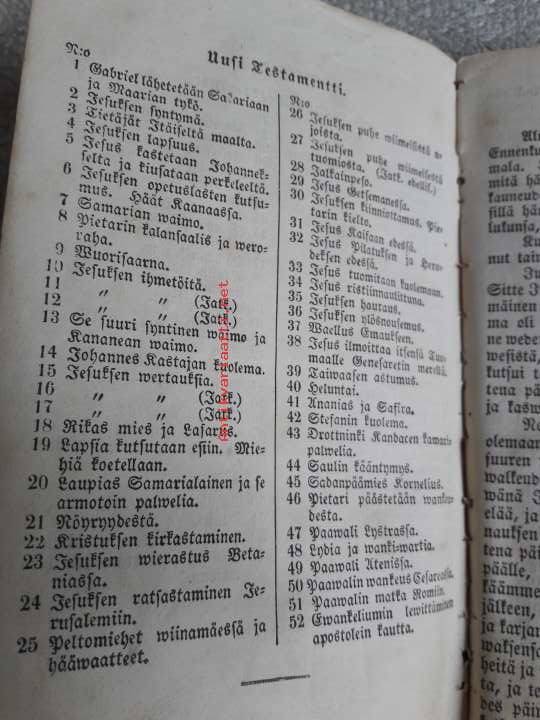 Uusi Testamentti.
N:o
1 Gabriel lähetetään Sakariaan
ja Maarian tykö.
2 Jesuksen syntymä.
3 Tietäjät Itäiseltä maalta.
4 Jesuksen lapsuus.
5 Jesus kastetaan Johannek-
selta ja kiusataan perkeleeltä.
6 Jesuksen opetuslasten kutsu-
mus. Häät Kaanaassa.
7 Samarian waimo.
8 Pietarin kalansaalis ja wero-
raha.
9 Wuorisaarna.
10 Jesuksen ihmetöitä.
11 " "
12 " " (Jatk.)
13 " " (Jatk.)
Se suuri syntinen waimo ja
Kananean waimo.
14 Johannes Kastajan kuolema.
15 Jesuksen wertauksia.
16 " " (Jatk.)
17 " " (Jatk.)
18 Rikas mies ja Lasarus.
19 Lapsia kutsutaan esiin. Mie-
hiä koetellaan.
20 Laupias Samarialainen ja se
armotoin palwelia.
21 Nöyryydestä.
22 Kristuksen kirkastaminen.
23 Jesuksen wierastus Beta-
niassa.
24 Jesuksen ratsastaminen Je-
rusalemiin.
25 Peltomiehet wiinamäessä ja
hääwaatteet.
N:o
26 Jesuksen puhe wiimeisistä a-
joista.
27 Jesuksen puhe wiimeisestä
tuomiosta. (Jatk. edellis.)
28 Jalkainpeso.
29 Jesus Getsemanessa.
30 Jesuksen kiinniottamus. Pie-
tarin kielto.
31 Jesus Kaifaan edessä.
32 Jesus Pilatuksen ja Hero-
deksen edessä.
33 Jesus tuomitaan kuolemaan.
34 Jesus ristiinnaulittuna.
35 Jesuksen hautaus.
36 Jesuksen ylösnousemus.
37 Waellus Emaukseen.
38 Jesus ilmoittaa itsensä Tuo-
maalle Genesaretin merellä.
39 Taiwaasen astumus.
40 Heluntai.
41 Ananias ja Safira.
42 Stefanin kuolema.
43 Drottninki Kandacen kamari-
palwelia.
44 Saulin kääntymys.
45 Sadanpäämies Kornelius.
46 Pietari päästetään wankeu-
desta.
47 Paawali Lystrassa.
48 Lydia ja wanki-wartia.
49 Paawali Atenissa.
50 Paawalin wankeus Cesareassa.
51 Paawalin matka Romiin.
52 Ewankeliumin lewittäminen
apostolein kautta.